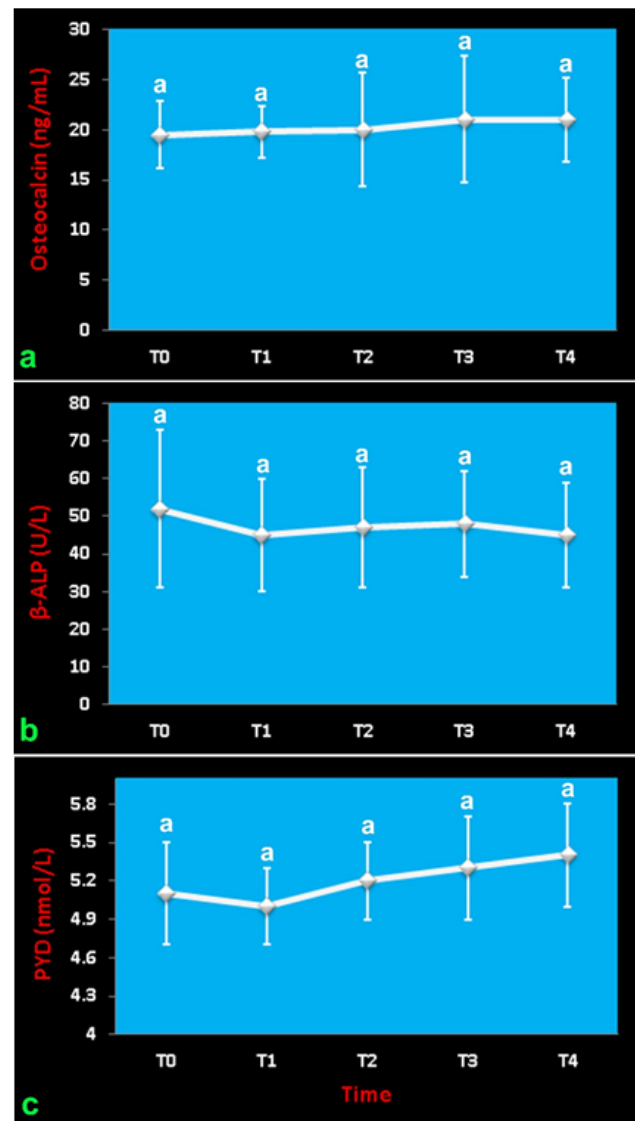 30
25
20
15
10
5
0
Osteocalcin (ng/mL)
a a a a a
T0 T1 T2 T3 T4
a
80
70
60
50
40
30
20
10
0
β-ALP (U/L)
a a a a a
T0 T1 T2 T3 T4
b
5.8
5.5
5.2
4.9
4.6
4.3
4
PYD (nmol/L)
a a a a a
T0 T1 T2 T3 T4
Time
c